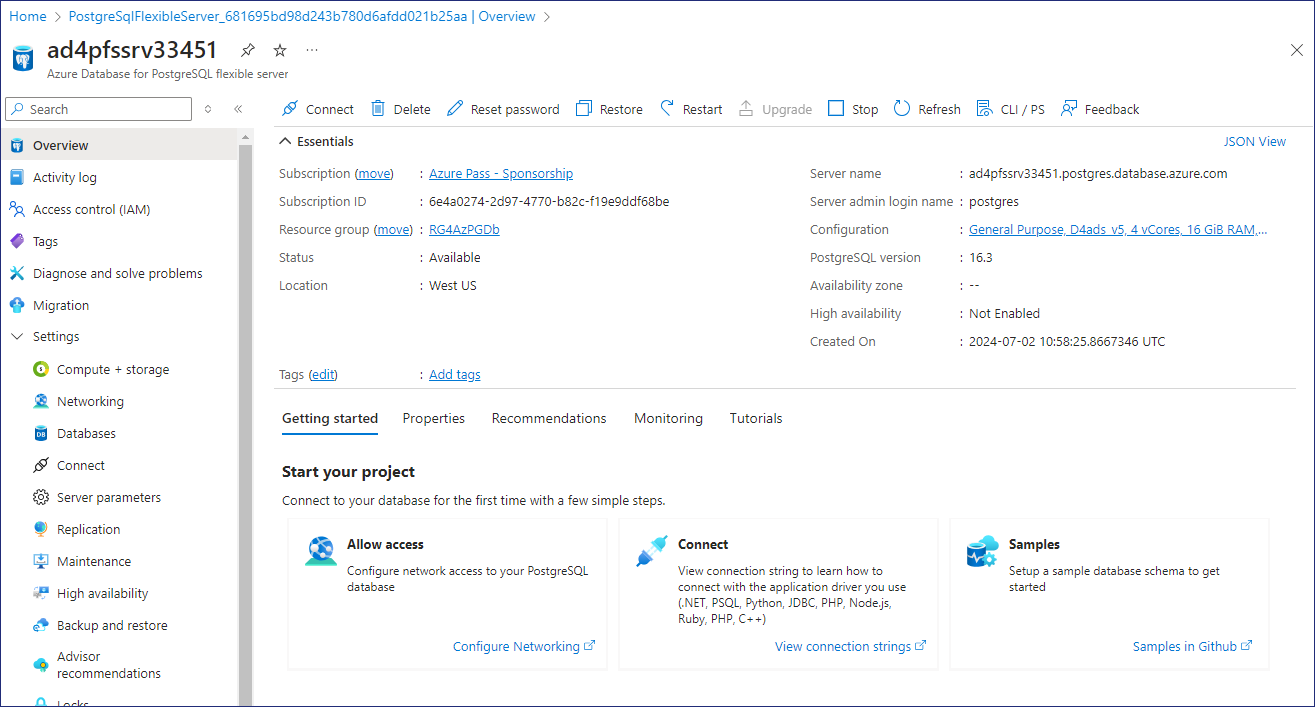 Home > PostgreSqlFlexibleServer_681695bd98d243b780d6afdd021b25aa | Overview >
ad4pfssrv33451
Azure Database for PostgreSQL flexible server
Search
Connect Delete Reset password Restore Restart Upgrade Stop Refresh CLI / PS Feedback
Overview
Activity log
Access control (IAM)
Tags
Diagnose and solve problems
Migration
Settings
Compute + storage
Networking
Databases
Connect
Server parameters
Replication
Maintenance
High availability
Backup and restore
Advisor
recommendations
Locks
Essentials
JSON View
Subscription (move) : Azure Pass - Sponsorship
Subscription ID : 6e4a0274-2d97-4770-b82c-f19e9ddf68be
Resource group (move) : RG4AzPGDb
Status : Available
Location : West US
Server name : ad4pfssrv33451.postgres.database.azure.com
Server admin login name : postgres
Configuration : General Purpose, D4ads_v5, 4 vCores, 16 GiB RAM,...
PostgreSQL version : 16.3
Availability zone : --
High availability : Not Enabled
Created On : 2024-07-02 10:58:25.8667346 UTC
Tags (edit) : Add tags
Getting started Properties Recommendations Monitoring Tutorials
Start your project
Connect to your database for the first time with a few simple steps.
Allow access
Configure network access to your PostgreSQL
database
Configure Networking
Connect
View connection string to learn how to
connect with the application driver you use
(.NET, PSQL, Python, JDBC, PHP, Node.js,
Ruby, PHP, C++)
View connection strings
Samples
Setup a sample database schema to get
started
Samples in Github